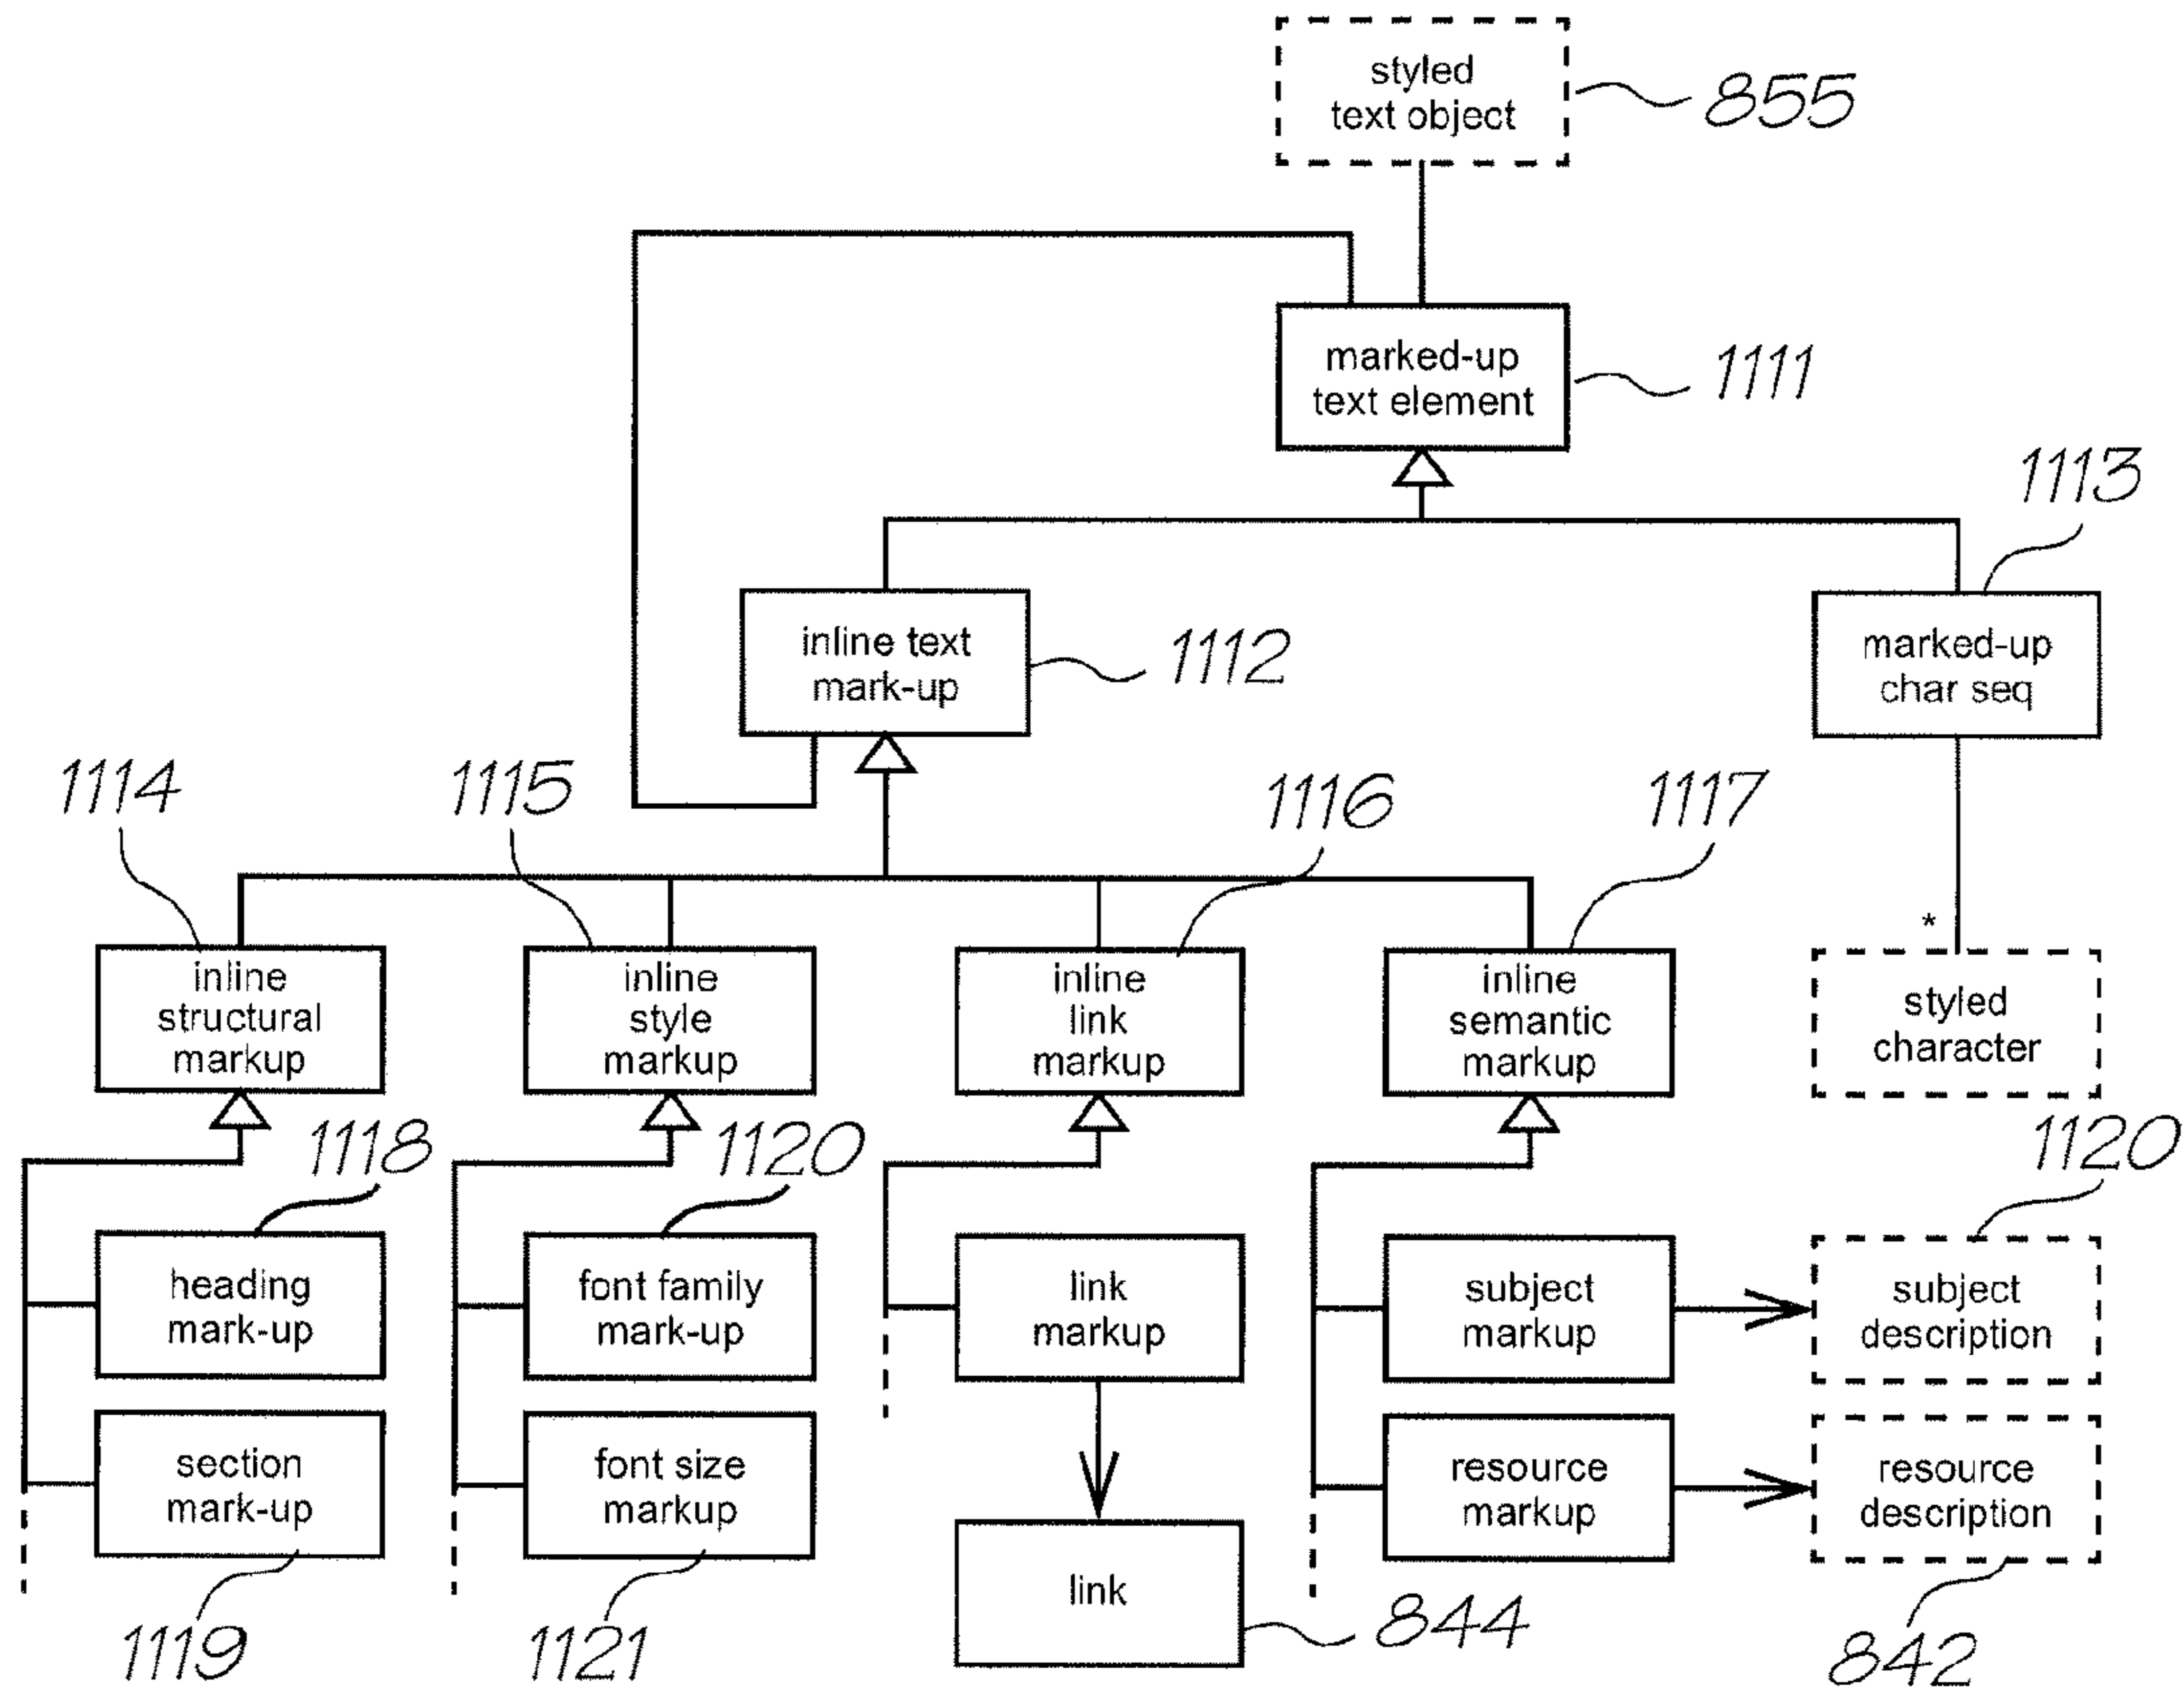 styled
text object
855
marked-up
text element
1111
1113
inline text
mark-up
1112
marked-up
char seq
1114
1115
1116
1117
*
inline
structural
markup
inline
style
markup
inline
link
markup
inline
semantic
markup
styled
character
1118
1120
1120
heading
mark-up
font family
mark-up
link
markup
subject
markup
subject
description
section
mark-up
font size
markup
resource
markup
resource
description
link
1119
1121
844
842